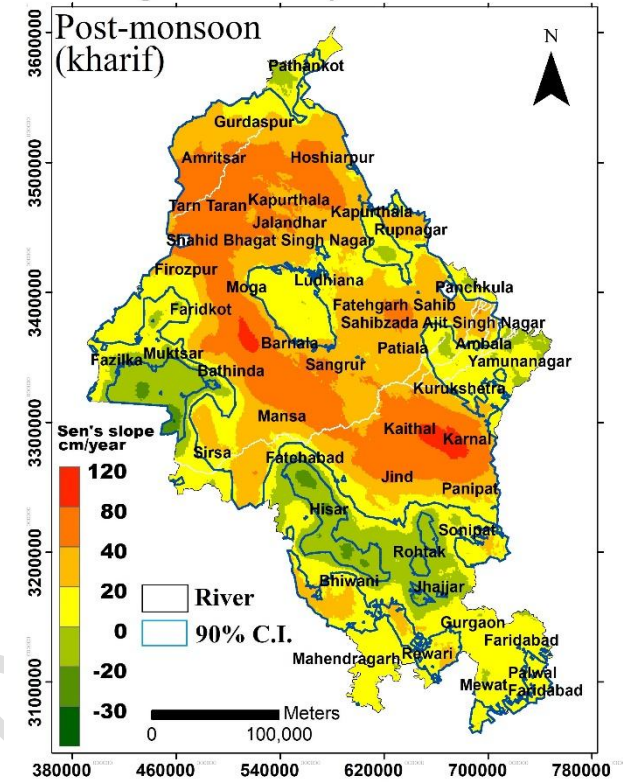 Post-monsoon
(kharif)
N
Pathankot
Gurdaspur
Amritsar
Hoshiarpur
Tarn Taran
Kapurthala
Kapurthala
Jalandhar
Rupnagar
Shahid Bhagat Singh Nagar
Firozpur
Moga
Ludhiana
Panchkula
Faridkot
Fatehgarh Sahib
Sahibzada Ajit Singh Nagar
Fazilka
Muktsar
Barnala
Patiala
Ambala
Bathinda
Sangrur
Yamunanagar
Kurukshetra
Mansa
Kaithal
Karnal
Sirsa
Fatehabad
Jind
Panipat
Hisar
Sonipat
Rohtak
Bhiwani
Jhajjar
Gurgaon
Faridabad
Mahendragarh
Rewari
Palwal
Mewat
Faridabad
Sen's slope
cm/year
120
80
40
20
0
-20
-30
River
90% C.I.
Meters
0
100,000
3600000
3500000
3400000
3300000
3200000
3100000
380000
460000
540000
620000
700000
780000